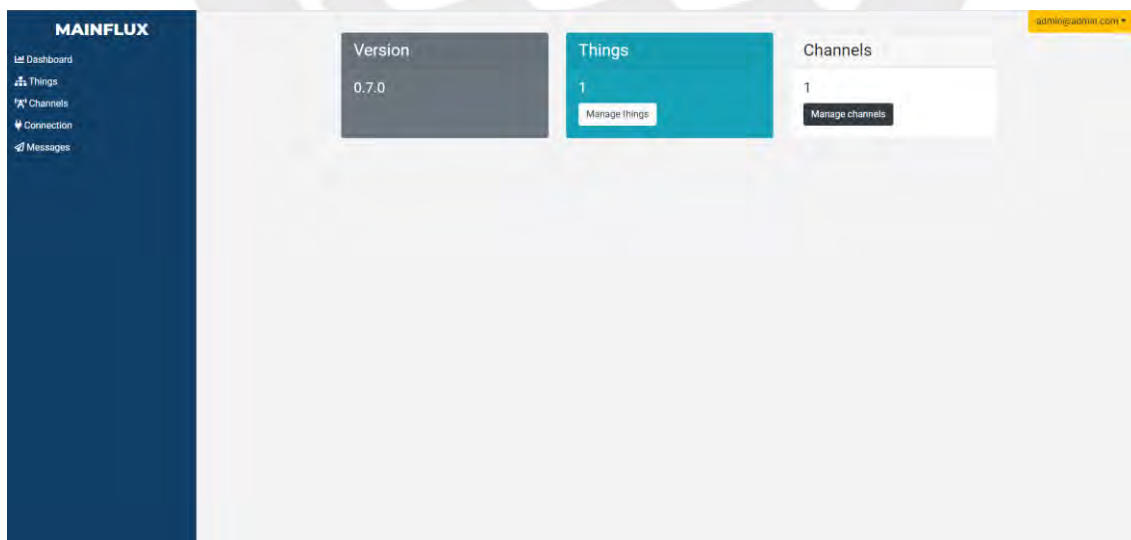 MAINFLUX
Dashboard
Things
Channels
Connection
Messages
Version
0.7.0
Things
1
Manage things
Channels
1
Manage channels
admin@admin.com